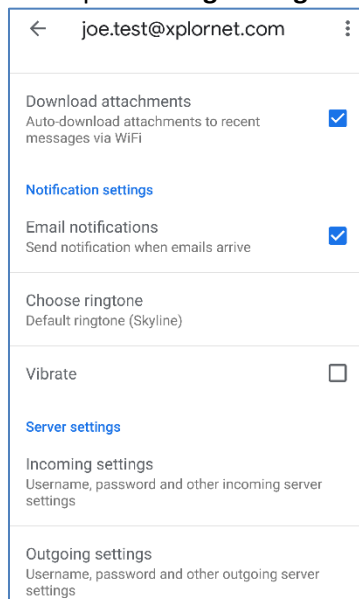 joe.test@xplornet.com
Download attachments
Auto-download attachments to recent
messages via WiFi
Notification settings
Email notifications
Send notification when emails arrive
Choose ringtone
Default ringtone (Skyline)
Vibrate
Server settings
Incoming settings
Username, password and other incoming server
settings
Outgoing settings
Username, password and other outgoing server
settings